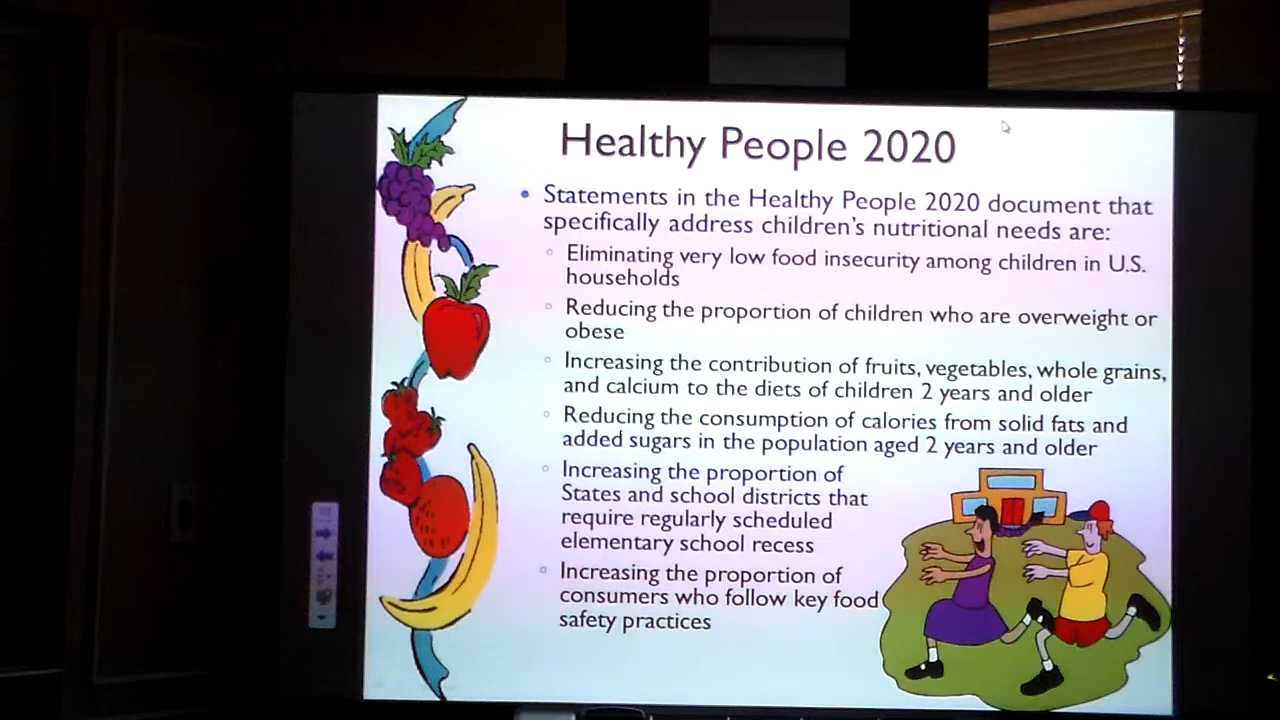 Healthy People 2020
• Statements in the Healthy People 2020 document that
specifically address children's nutritional needs are:
◦ Eliminating very low food insecurity among children in U.S.
households
◦ Reducing the proportion of children who are overweight or
obese
◦ Increasing the contribution of fruits, vegetables, whole grains,
and calcium to the diets of children 2 years and older
◦ Reducing the consumption of calories from solid fats and
added sugars in the population aged 2 years and older
◦ Increasing the proportion of
States and school districts that
require regularly scheduled
elementary school recess
◦ Increasing the proportion of
consumers who follow key food
safety practices